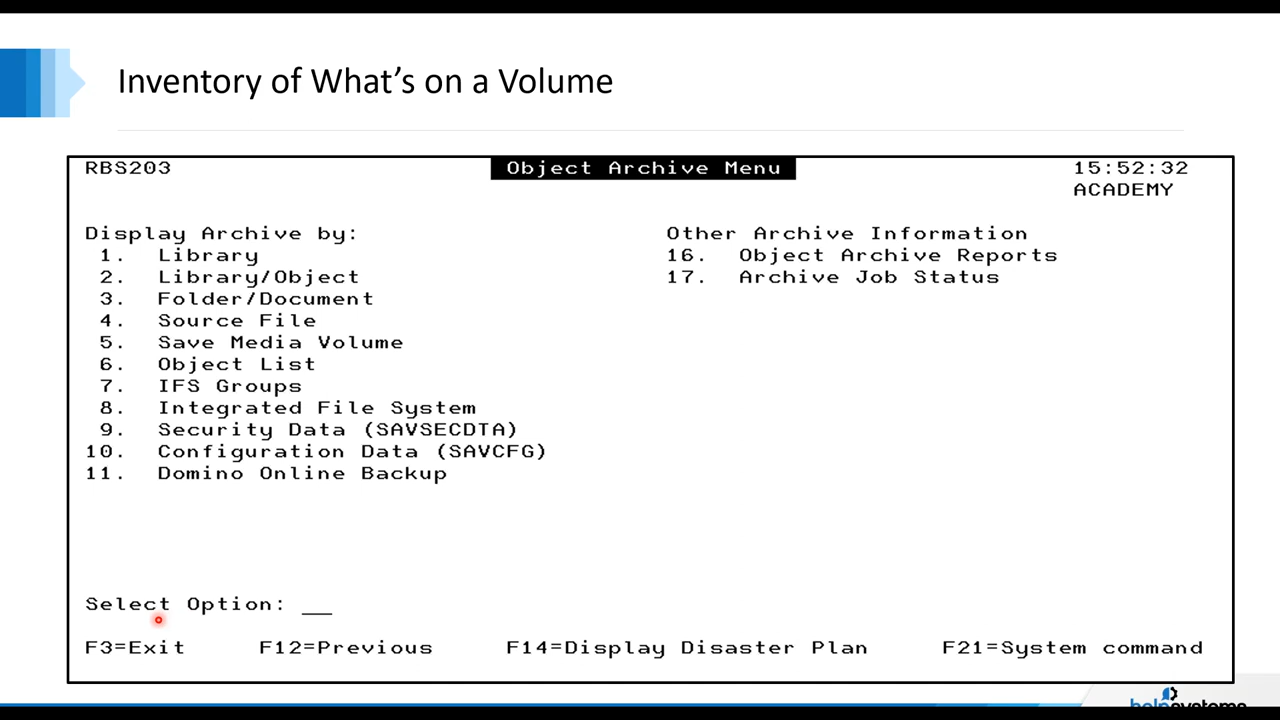 Inventory of What's on a Volume
RBS203 Object Archive Menu 15:52:32
ACADEMY
Display Archive by: Other Archive Information
1. Library 16. Object Archive Reports
2. Library/Object 17. Archive Job Status
3. Folder/Document
4. Source File
5. Save Media Volume
6. Object List
7. IFS Groups
8. Integrated File System
9. Security Data (SAVSECDTA)
10. Configuration Data (SAVCFG)
11. Domino Online Backup
Select Option: __
F3=Exit F12=Previous F14=Display Disaster Plan F21=System command